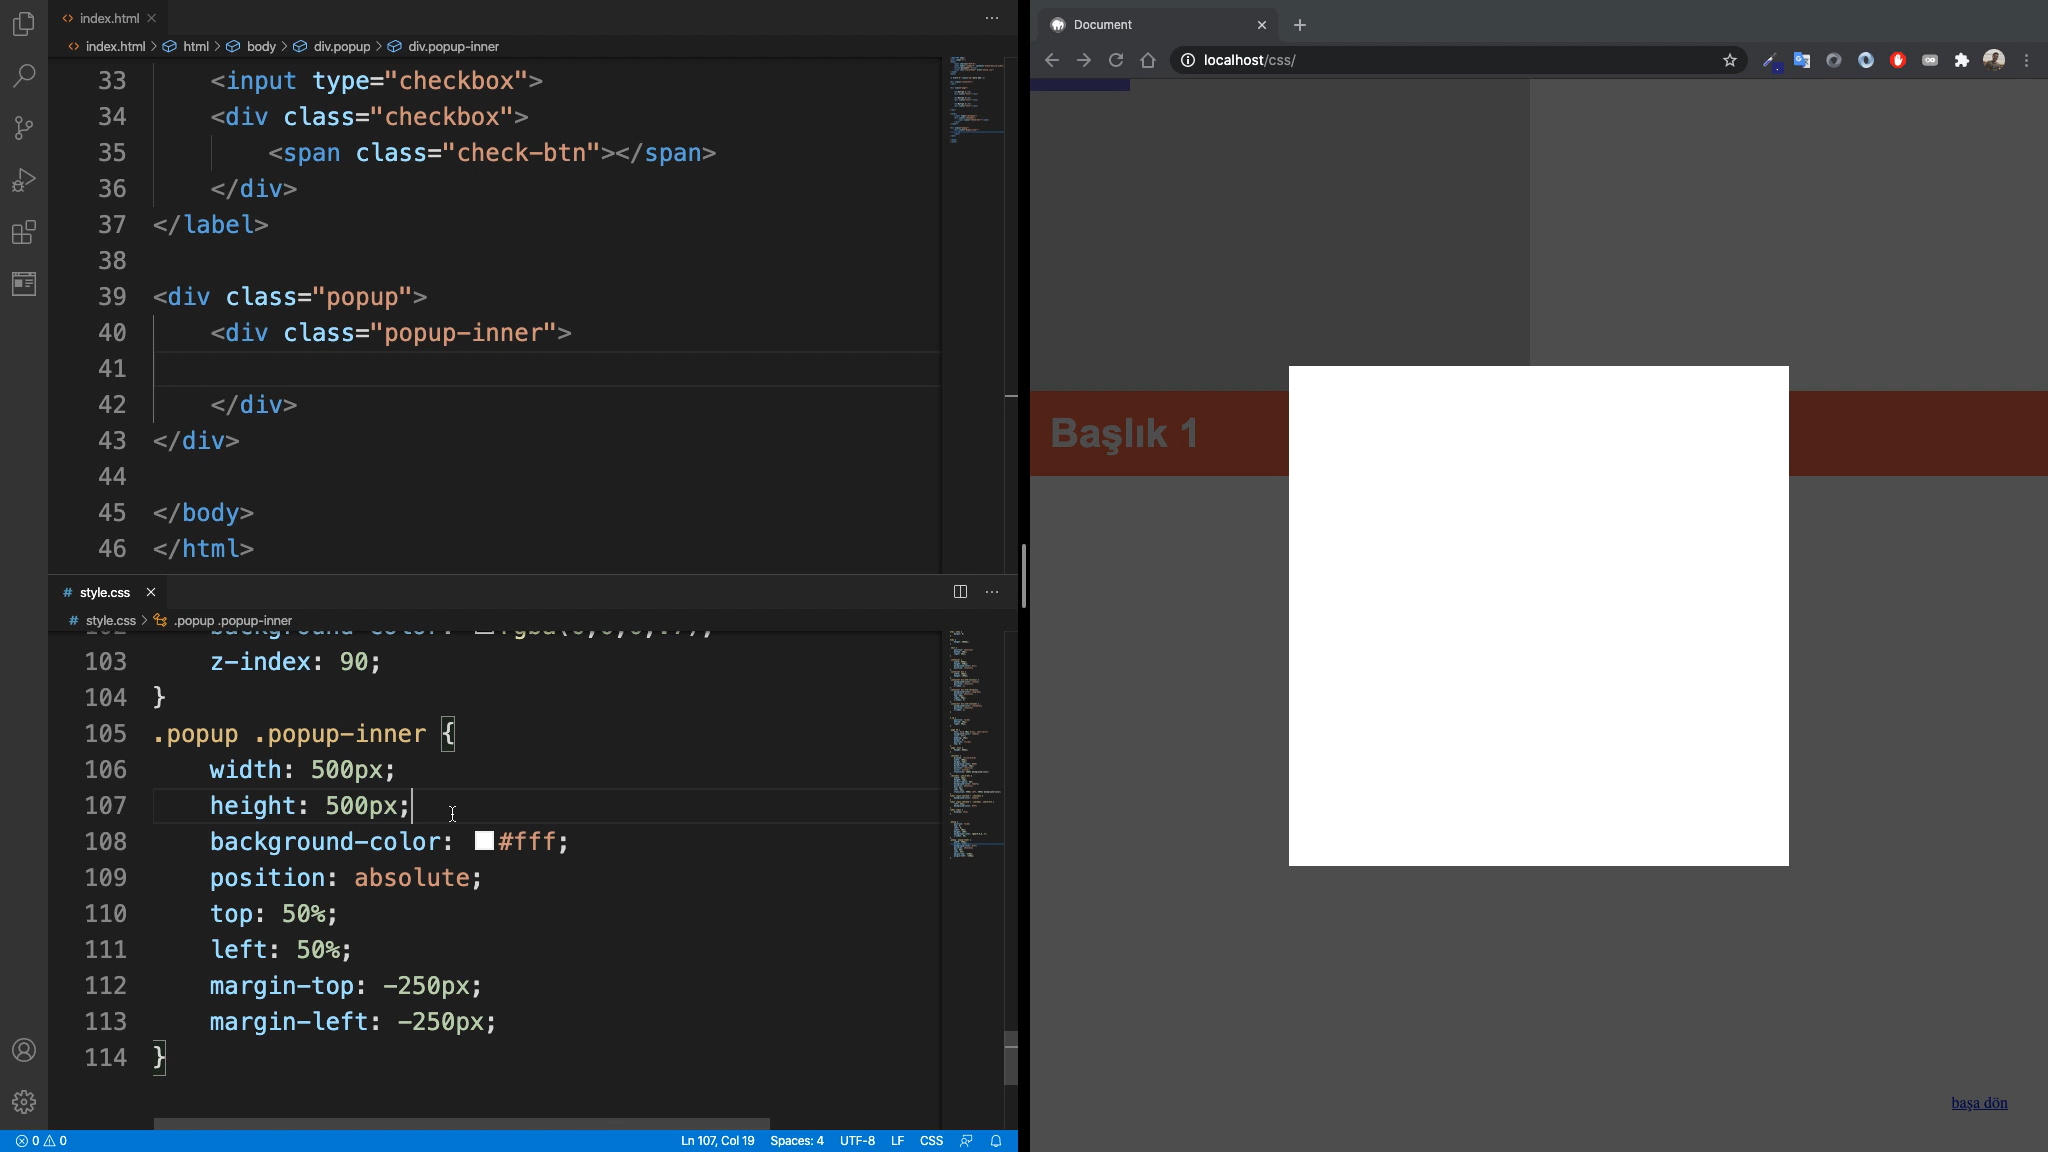 index.html
index.html > html > body > div.popup > div.popup-inner
33 <input type="checkbox">
34 <div class="checkbox">
35 <span class="check-btn"></span>
36 </div>
37 </label>
38
39 <div class="popup">
40 <div class="popup-inner">
41
42 </div>
43 </div>
44
45 </body>
46 </html>
# style.css
# style.css > .popup .popup-inner
103 z-index: 90;
104 }
105 .popup .popup-inner {
106 width: 500px;
107 height: 500px;
108 background-color: #fff;
109 position: absolute;
110 top: 50%;
111 left: 50%;
112 margin-top: -250px;
113 margin-left: -250px;
114 }
0 0
Ln 107, Col 19 Spaces: 4 UTF-8 LF CSS
Document
localhost/css/
Başlık 1
başa dön